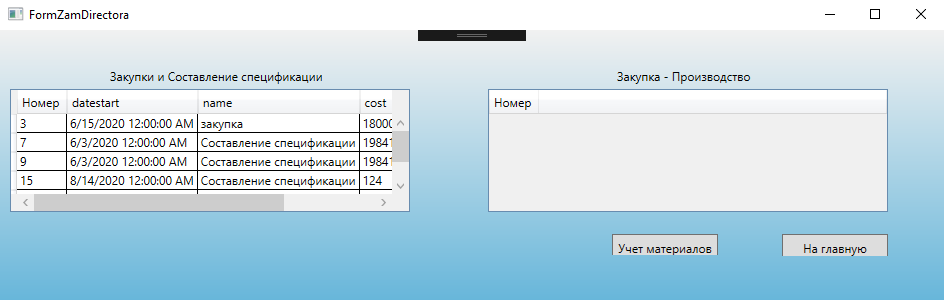 FormZamDirectora
Закупки и Составление спецификации
Номер datestart name cost
3 6/15/2020 12:00:00 AM закупка 18000
7 6/3/2020 12:00:00 AM Составление спецификации 19841
9 6/3/2020 12:00:00 AM Составление спецификации 19841
15 8/14/2020 12:00:00 AM Составление спецификации 124
Закупка - Производство
Номер
Учет материалов
На главную